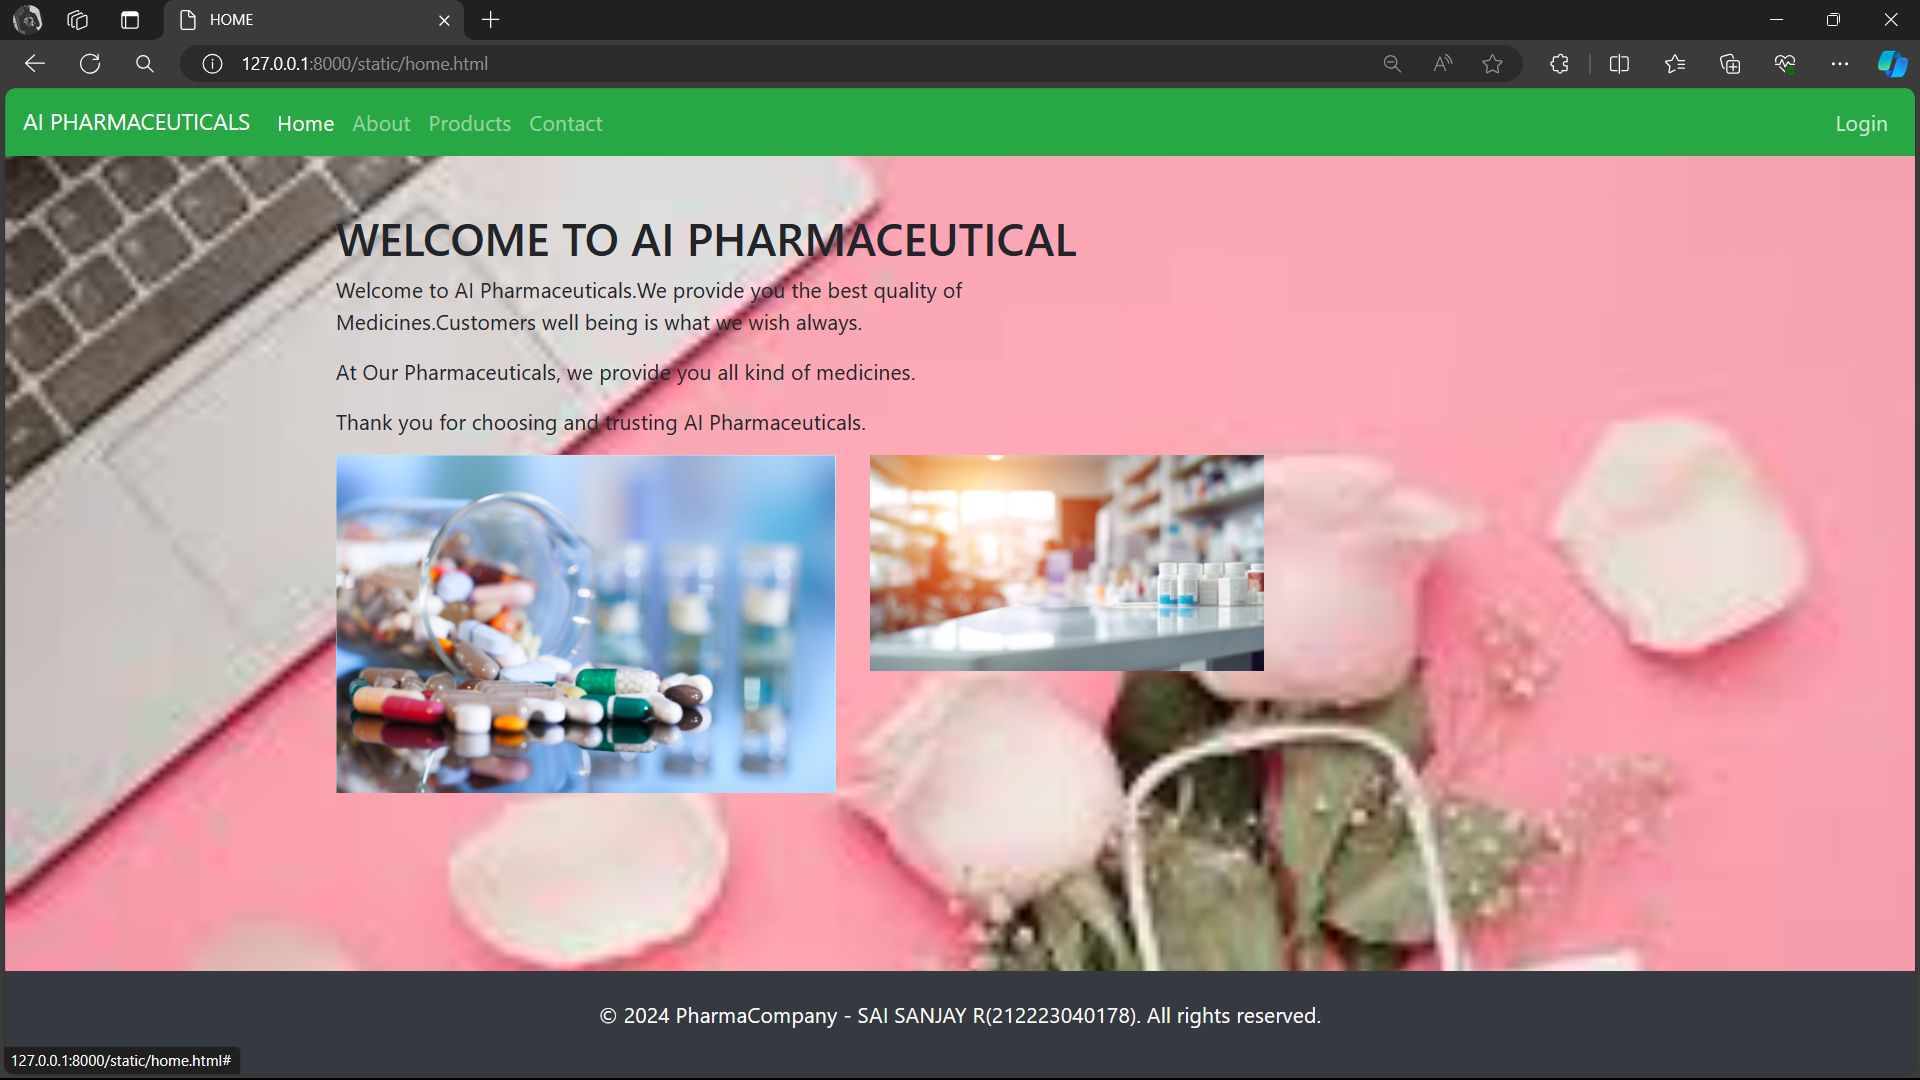 HOME
127.0.0.1:8000/static/home.html
AI PHARMACEUTICALS Home About Products Contact Login
WELCOME TO AI PHARMACEUTICAL
Welcome to AI Pharmaceuticals.We provide you the best quality of
Medicines.Customers well being is what we wish always.
At Our Pharmaceuticals, we provide you all kind of medicines.
Thank you for choosing and trusting AI Pharmaceuticals.
© 2024 PharmaCompany - SAI SANJAY R(212223040178). All rights reserved.
127.0.0.1:8000/static/home.html#